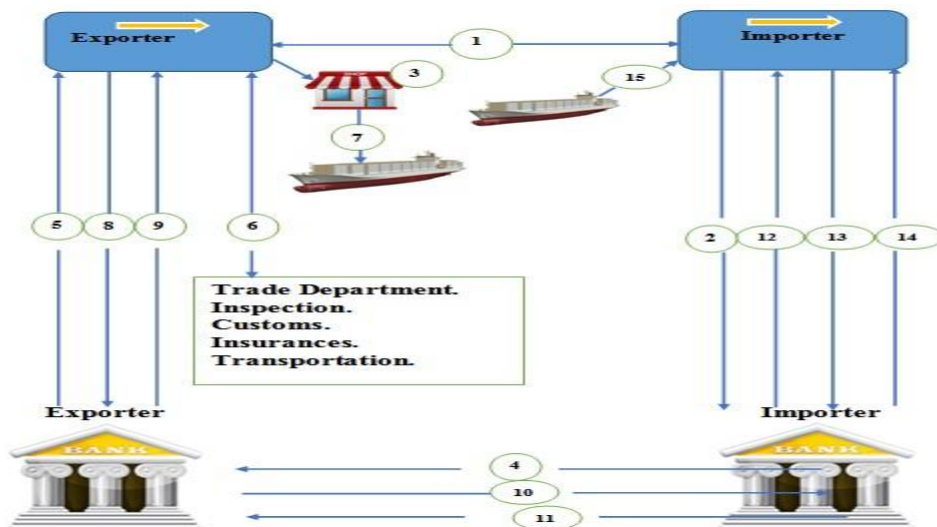 Exporter
1
Importer
SHOP
3
15
7
5
8
9
6
2
12
13
14
Trade Department.
Inspection.
Customs.
Insurances.
Transportation.
Exporter
Importer
BANK
BANK
4
10
11